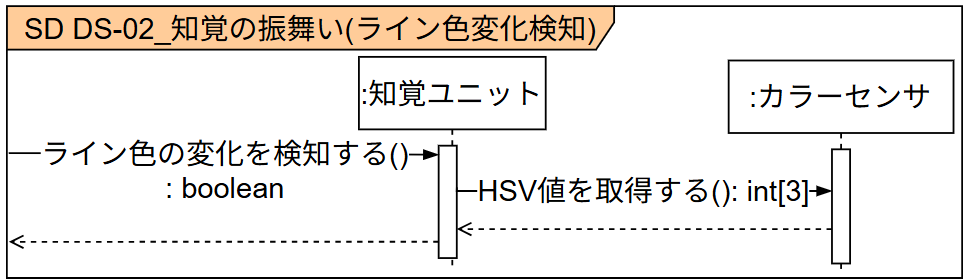 SD DS-02_知覚の振舞い(ライン色変化検知)
:知覚ユニット
:カラーセンサ
ライン色の変化を検知する()
: boolean
HSV値を取得する(): int[3]